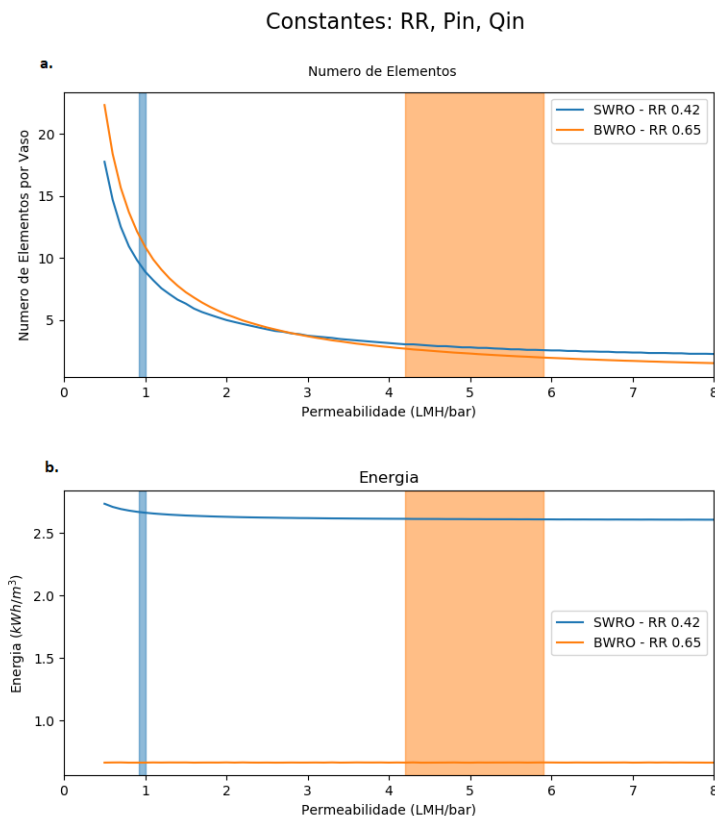 Constantes: RR, Pin, Qin
a.
Numero de Elementos
Numero de Elementos por Vaso
20
15
10
5
SWRO - RR 0.42
BWRO - RR 0.65
0 1 2 3 4 5 6 7 8
Permeabilidade (LMH/bar)
b.
Energia
Energia (kWh/m³)
2.5
2.0
1.5
1.0
SWRO - RR 0.42
BWRO - RR 0.65
0 1 2 3 4 5 6 7 8
Permeabilidade (LMH/bar)